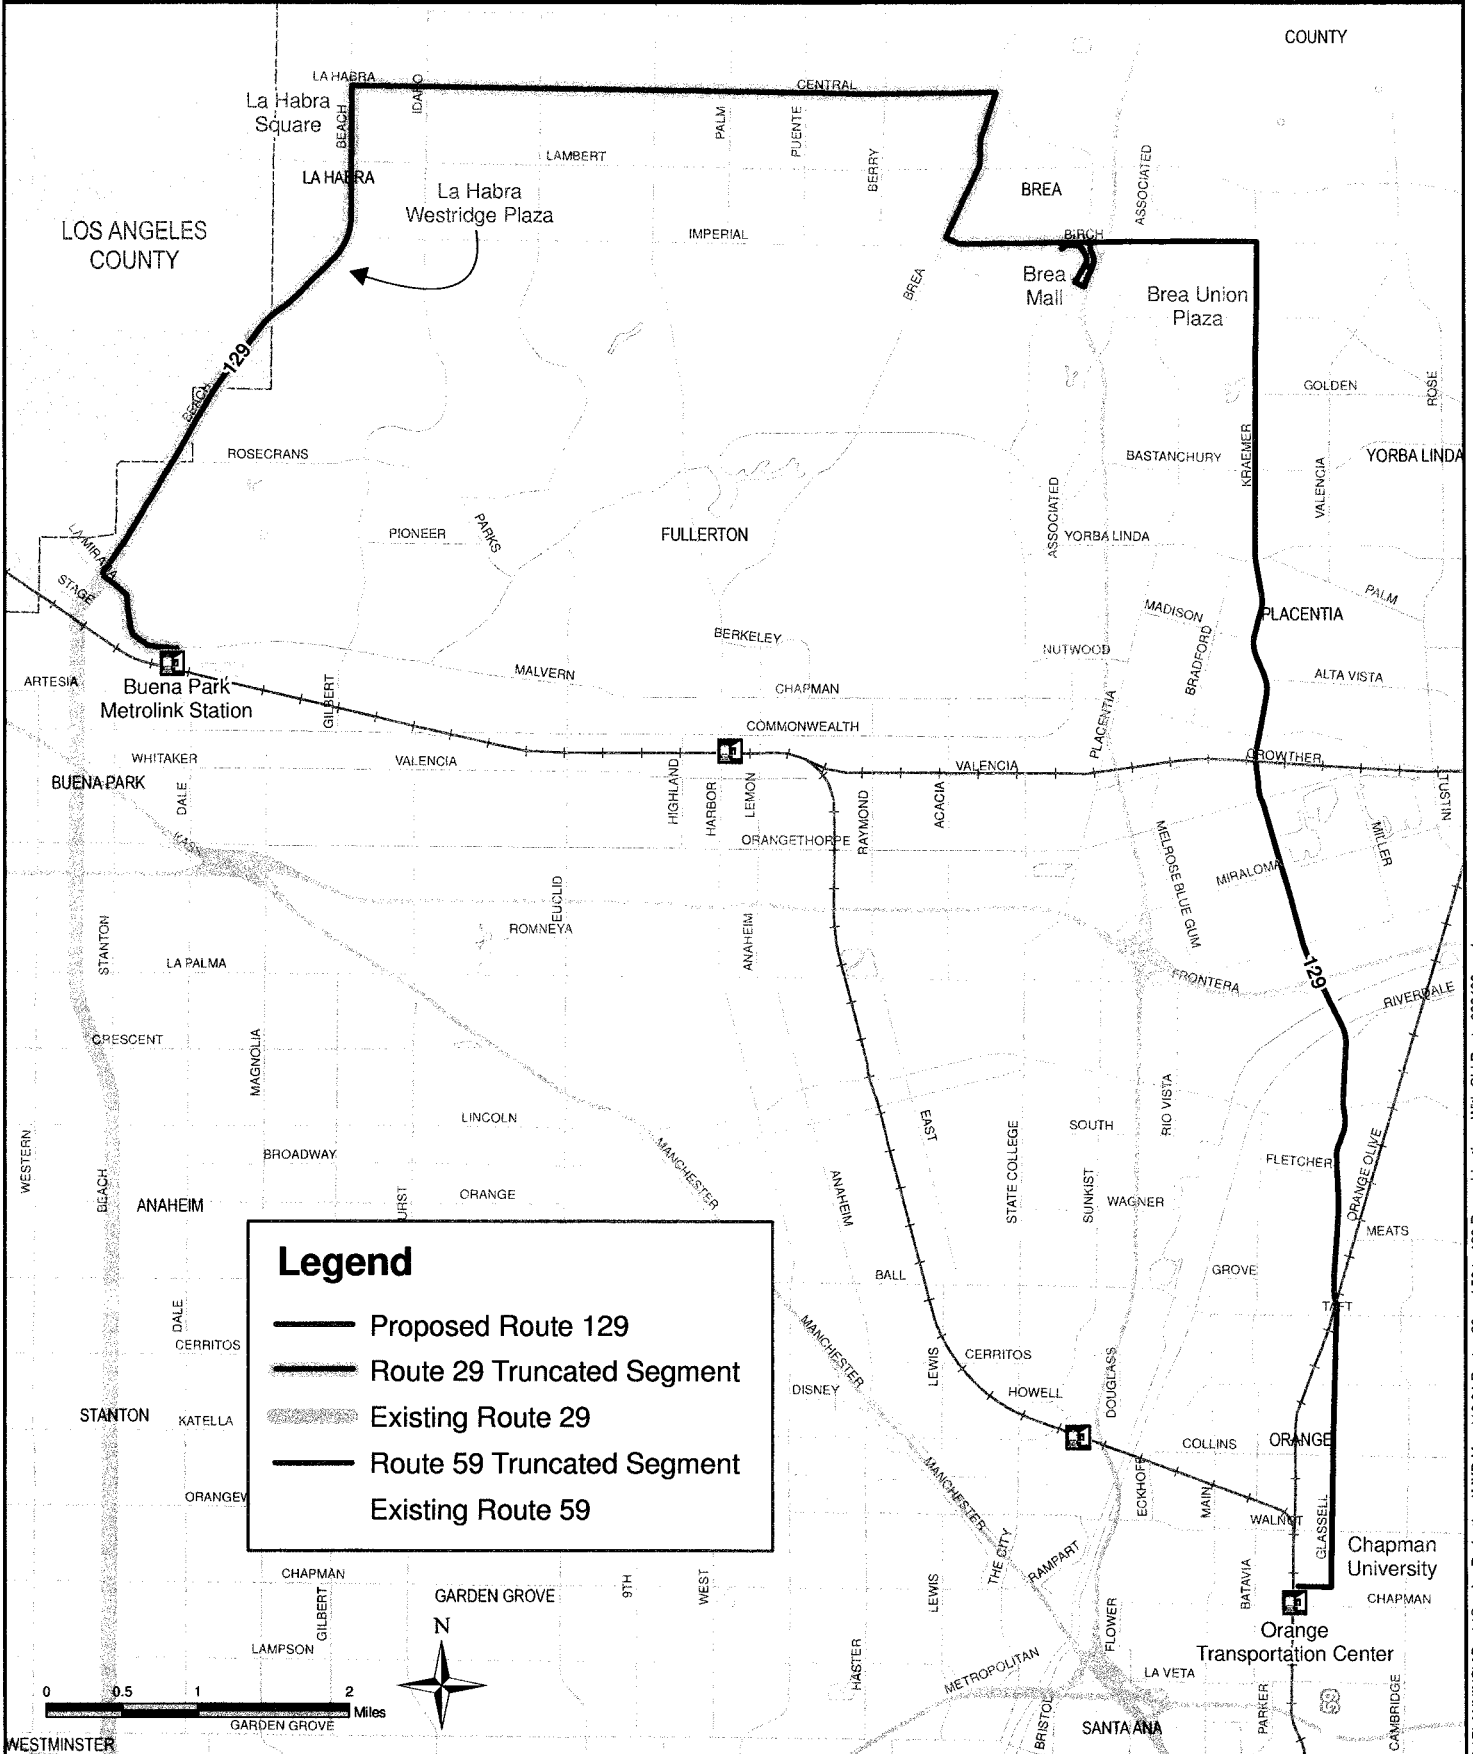 COUNTY
LA HABRA
IDAHO
CENTRAL
La Habra
Square
BEACH
PALM
PUENTE
LAMBERT
BERRY
ASSOCIATED
LA HABRA
La Habra
Westridge Plaza
BREA
LOS ANGELES
COUNTY
IMPERIAL
BIRCH
BREA
Brea
Mall
Brea Union
Plaza
129
BEACH
GOLDEN
ROSE
ROSECRANS
KRAEMER
BASTANCHURY
VALENCIA
YORBA LINDA
ASSOCIATED
LA MIRADA
PIONEER
PARKS
FULLERTON
YORBA LINDA
STAGE
PALM
MADISON
PLACENTIA
BERKELEY
BRADFORD
NUTWOOD
MALVERN
ALTA VISTA
ARTESIA
Buena Park
Metrolink Station
GILBERT
CHAPMAN
PLACENTIA
COMMONWEALTH
WHITAKER
VALENCIA
VALENCIA
CROWTHER
BUENA PARK
DALE
HIGHLAND
HARBOR
LEMON
RAYMOND
ACACIA
TUSTIN
ORANGETHORPE
MELROSE
BLUE GUM
MILLER
MIRALOMA
EUCLID
ROMNEYA
STANTON
LA PALMA
ANAHEIM
129
FRONTERA
RIVERDALE
CRESCENT
MAGNOLIA
LINCOLN
EAST
STATE COLLEGE
SOUTH
RIO VISTA
WESTERN
BROADWAY
MANCHESTER
FLETCHER
ORANGE OLIVE
BEACH
ANAHEIM
URST
ORANGE
ANAHEIM
SUNKIST
WAGNER
MEATS
BALL
GROVE
TAFT
Legend
Proposed Route 129
Route 29 Truncated Segment
Existing Route 29
Route 59 Truncated Segment
Existing Route 59
DALE
CERRITOS
MANCHESTER
LEWIS
CERRITOS
DOUGLASS
DISNEY
HOWELL
STANTON
KATELLA
COLLINS
ORANGE
ORANGEW
MANCHESTER
ECKHOFF
MAIN
WALNUT
GLASSELL
Chapman
University
THE CITY
RAMPART
CHAPMAN
GILBERT
GARDEN GROVE
9TH
WEST
LEWIS
BATAVIA
CHAPMAN
FLOWER
Orange
Transportation Center
N
LAMPSON
HASTER
METROPOLITAN
LA VETA
0 0.5 1 2
Miles
GARDEN GROVE
BRISTOL
SANTA ANA
PARKER
59
CAMBRIDGE
WESTMINSTER